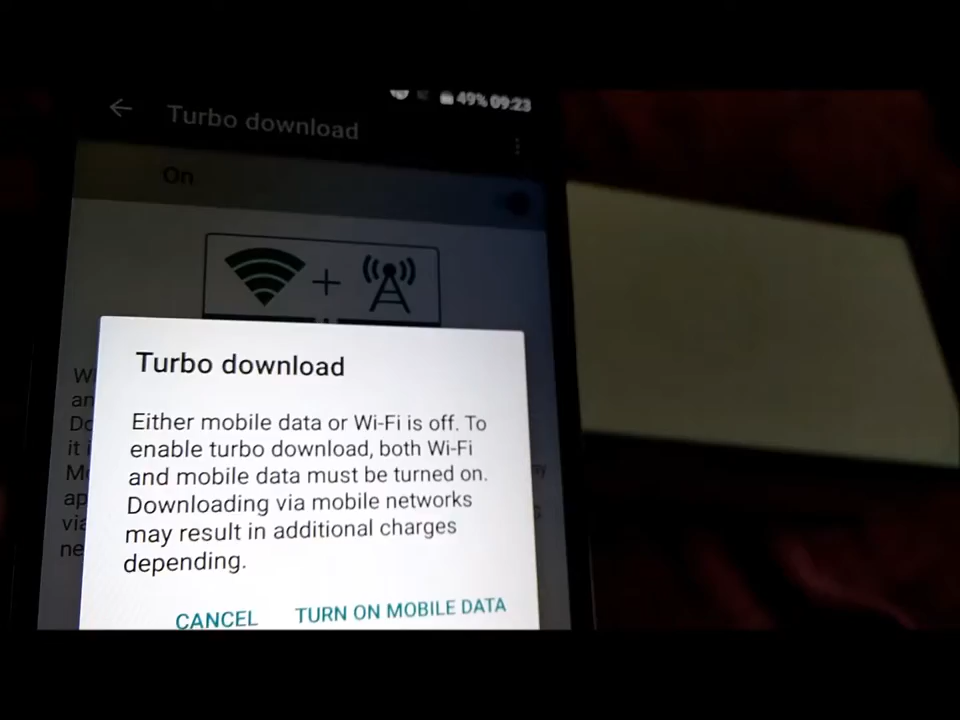 49% 09:23
Turbo download
On
Turbo download
Either mobile data or Wi-Fi is off. To
enable turbo download, both Wi-Fi
and mobile data must be turned on.
Downloading via mobile networks
may result in additional charges
depending.
CANCEL TURN ON MOBILE DATA